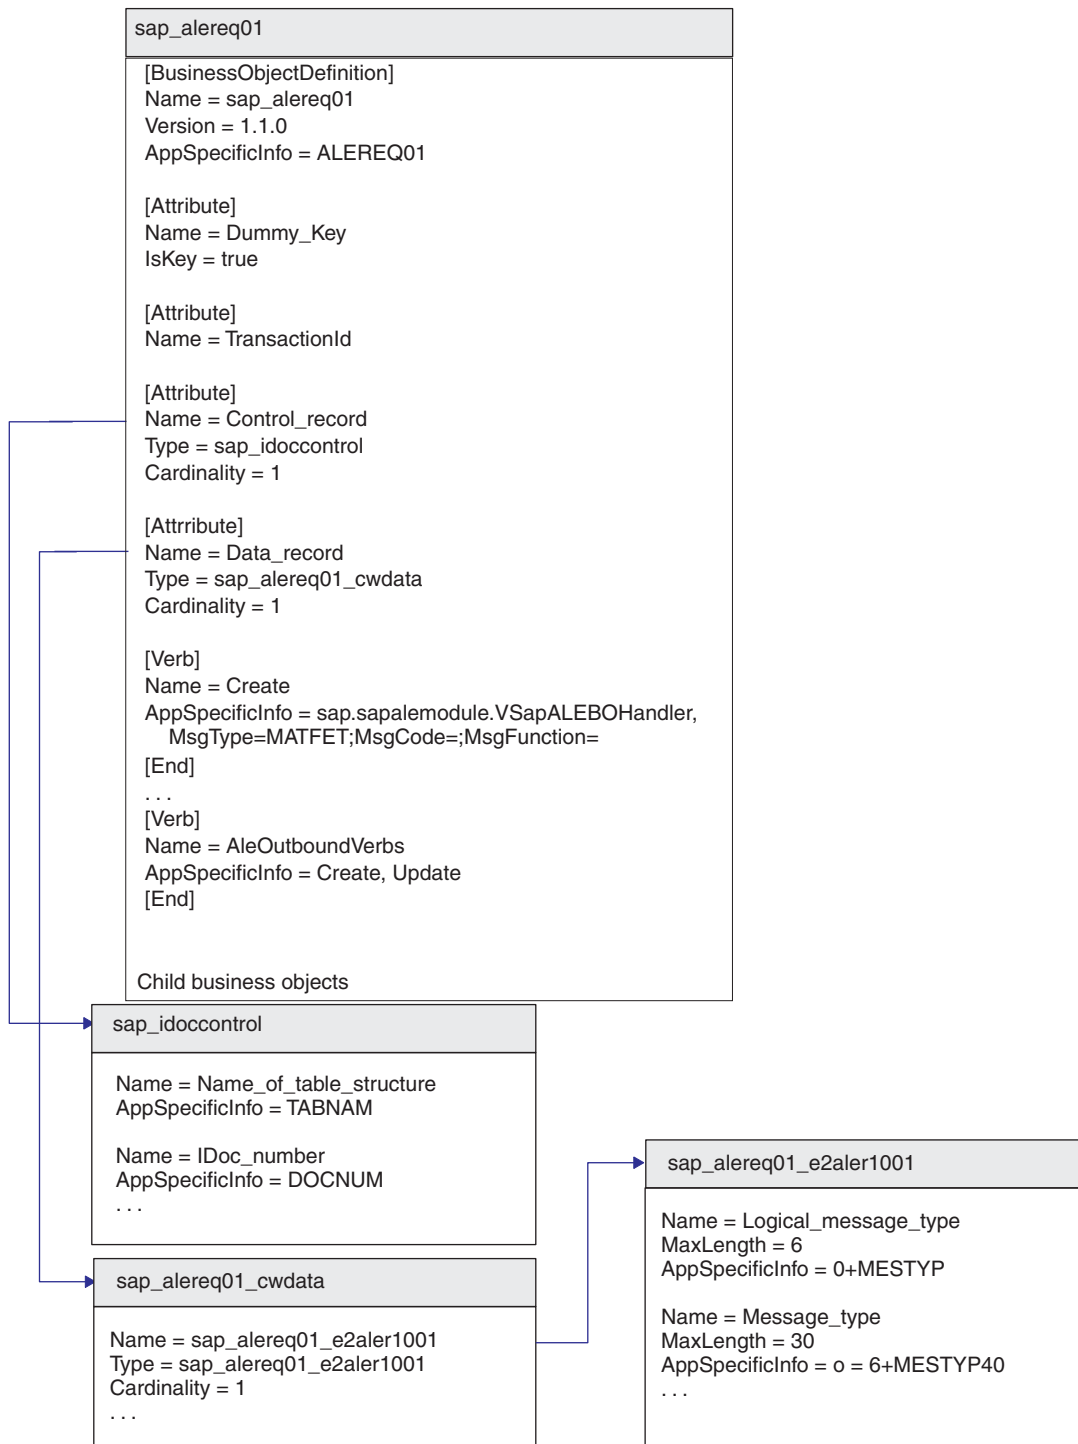 sap_alereq01
[BusinessObjectDefinition]
Name = sap_alereq01
Version = 1.1.0
AppSpecificInfo = ALEREQ01
[Attribute]
Name = Dummy_Key
IsKey = true
[Attribute]
Name = TransactionId
[Attribute]
Name = Control_record
Type = sap_idoccontrol
Cardinality = 1
[Attrribute]
Name = Data_record
Type = sap_alereq01_cwdata
Cardinality = 1
[Verb]
Name = Create
AppSpecificInfo = sap.sapalemodule.VSapALEBOHandler,
MsgType=MATFET;MsgCode=;MsgFunction=
[End]
. . .
[Verb]
Name = AleOutboundVerbs
AppSpecificInfo = Create, Update
[End]
Child business objects
sap_idoccontrol
Name = Name_of_table_structure
AppSpecificInfo = TABNAM
Name = IDoc_number
AppSpecificInfo = DOCNUM
. . .
sap_alereq01_cwdata
Name = sap_alereq01_e2aler1001
Type = sap_alereq01_e2aler1001
Cardinality = 1
. . .
sap_alereq01_e2aler1001
Name = Logical_message_type
MaxLength = 6
AppSpecificInfo = 0+MESTYP
Name = Message_type
MaxLength = 30
AppSpecificInfo = o = 6+MESTYP40
. . .